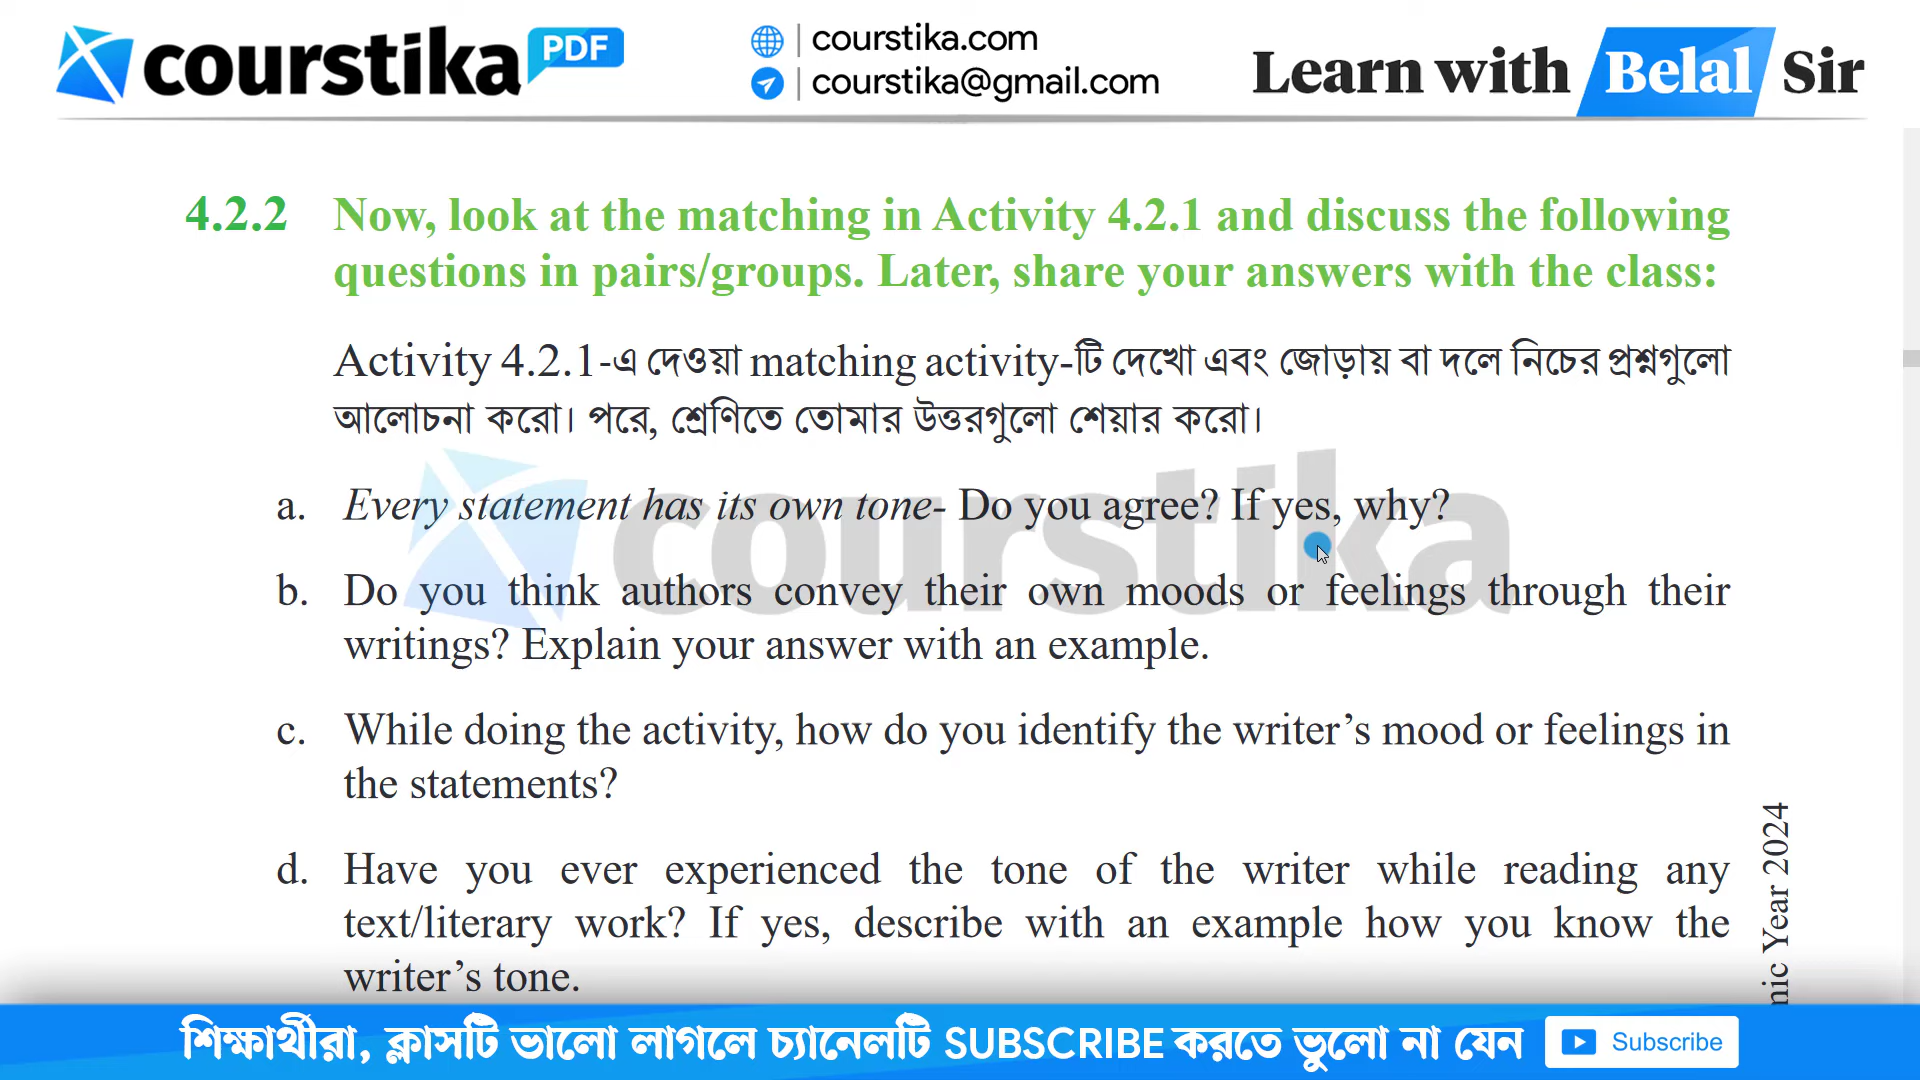 courstika PDF
courstika.com
courstika@gmail.com
Learn with Belal Sir
4.2.2 Now, look at the matching in Activity 4.2.1 and discuss the following
questions in pairs/groups. Later, share your answers with the class:
Activity 4.2.1-এ দেওয়া matching activity-টি দেখো এবং জোড়ায় বা দলে নিচের প্রশ্নগুলো
আলোচনা করো। পরে, শ্রেণিতে তোমার উত্তরগুলো শেয়ার করো।
courstika
a. Every statement has its own tone- Do you agree? If yes, why?
b. Do you think authors convey their own moods or feelings through their
writings? Explain your answer with an example.
c. While doing the activity, how do you identify the writer’s mood or feelings in
the statements?
d. Have you ever experienced the tone of the writer while reading any
text/literary work? If yes, describe with an example how you know the
writer’s tone.
nic Year 2024
শিক্ষার্থীরা, ক্লাসটি ভালো লাগলে চ্যানেলটি SUBSCRIBE করতে ভুলো না যেন
Subscribe